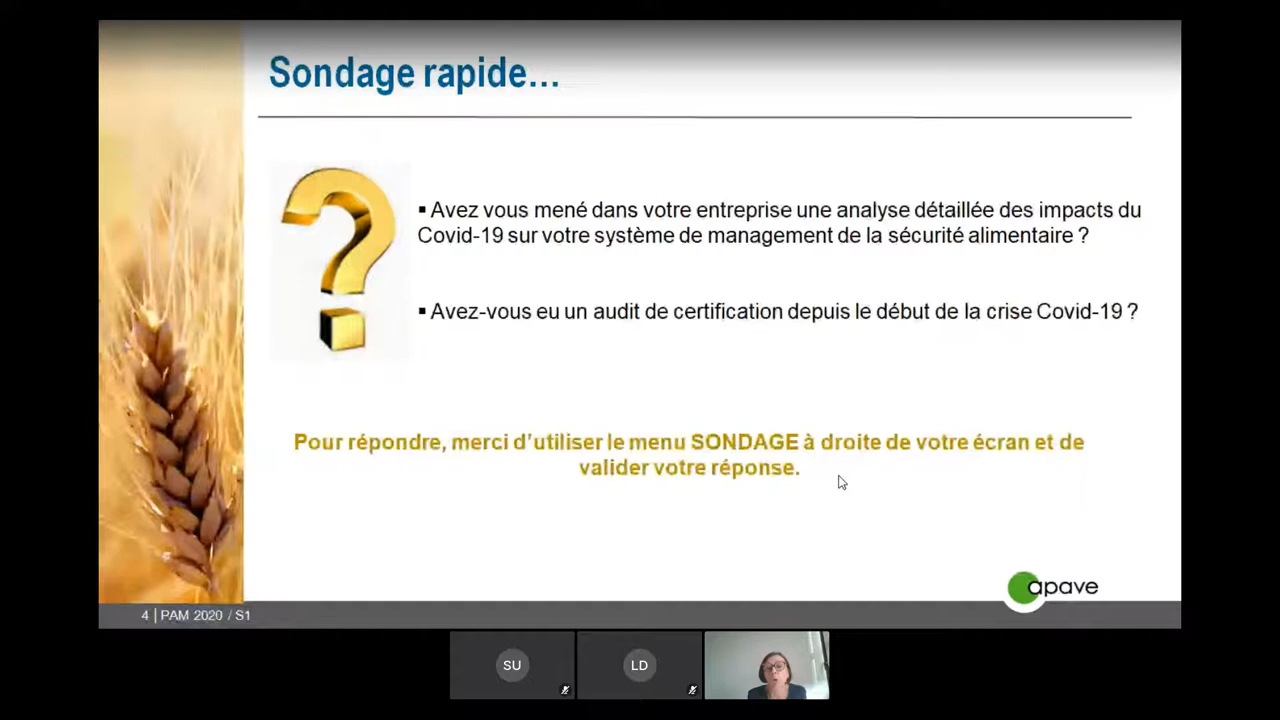 Sondage rapide...
▪ Avez vous mené dans votre entreprise une analyse détaillée des impacts du
Covid-19 sur votre système de management de la sécurité alimentaire ?
▪ Avez-vous eu un audit de certification depuis le début de la crise Covid-19 ?
Pour répondre, merci d'utiliser le menu SONDAGE à droite de votre écran et de
valider votre réponse.
apave
4 | PAM 2020 / S1
SU
LD